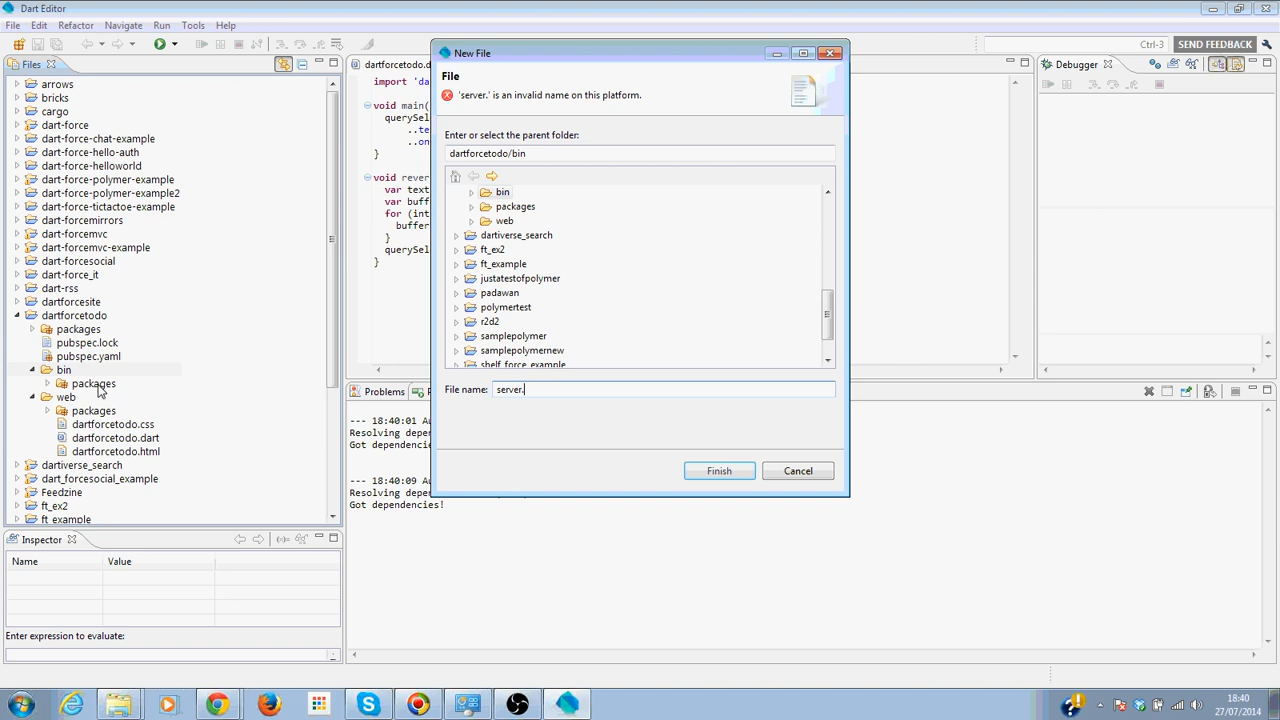 Dart Editor
File Edit Refactor Navigate Run Tools Help
Ctrl-3 SEND FEEDBACK
Files
arrows
bricks
cargo
dart-force
dart-force-chat-example
dart-force-hello-auth
dart-force-helloworld
dart-force-polymer-example
dart-force-polymer-example2
dart-force-tictactoe-example
dart-forcemirrors
dart-forcemvc
dart-forcemvc-example
dart-forcesocial
dart-force_it
dart-rss
dartforcesite
dartforcetodo
packages
pubspec.lock
pubspec.yaml
bin
packages
web
packages
dartforcetodo.css
dartforcetodo.dart
dartforcetodo.html
dartiverse_search
dart_forcesocial_example
Feedzine
ft_ex2
ft_example
Inspector
Name Value
Enter expression to evaluate:
dartforcetodo.d
import 'da
void main(
querySel
..te
..on
}
void rever
var text
var buff
for (int
buffer
}
querySel
}
New File
File
'server.' is an invalid name on this platform.
Enter or select the parent folder:
dartforcetodo/bin
bin
packages
web
dartiverse_search
ft_ex2
ft_example
justatestofpolymer
padawan
polymertest
r2d2
samplepolymer
samplepolymernew
shelf_force_example
File name: server.
Finish Cancel
Debugger
Problems
--- 18:40:01 Au
Resolving depe
Got dependenci
--- 18:40:09 Au
Resolving depe
Got dependencies!
18:40
27/07/2014